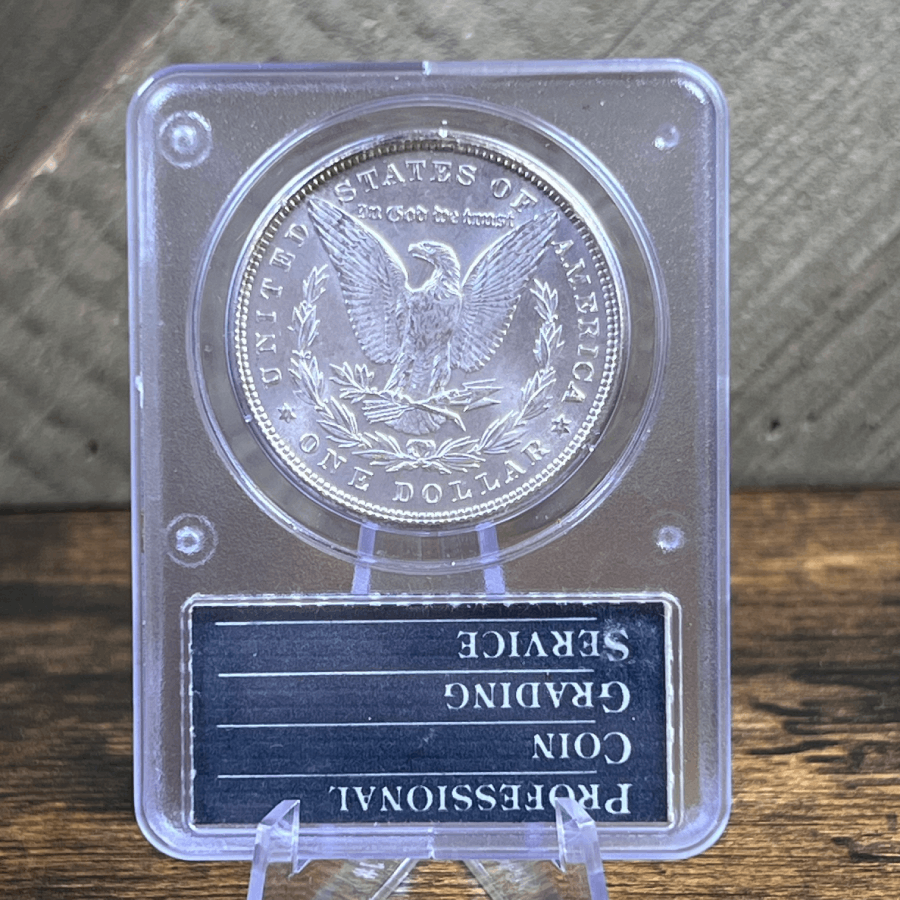 UNITED STATES OF AMERICA
In God we trust
ONE DOLLAR
PROFESSIONAL
COIN
GRADING
SERVICE